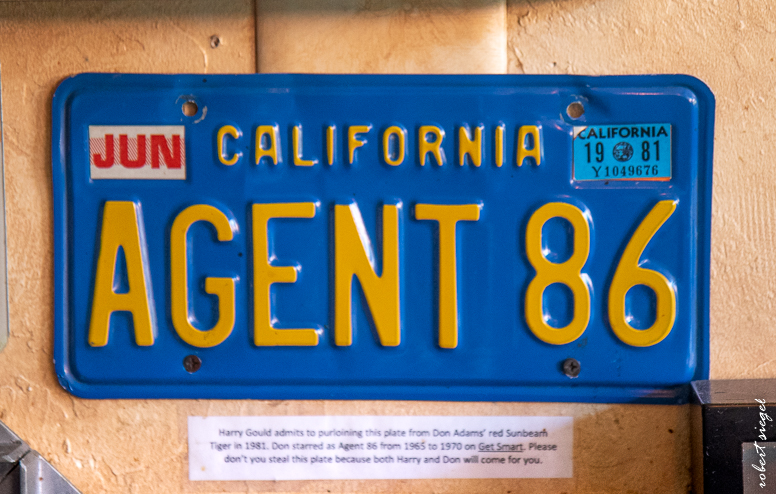 JUN
CALIFORNIA
CALIFORNIA
19 81
Y1049676
AGENT 86
Harry Gould admits to purloining this plate from Don Adams' red Sunbeam
Tiger in 1981. Don starred as Agent 86 from 1965 to 1970 on Get Smart. Please
don't you steal this plate because both Harry and Don will come for you.
robert siegel